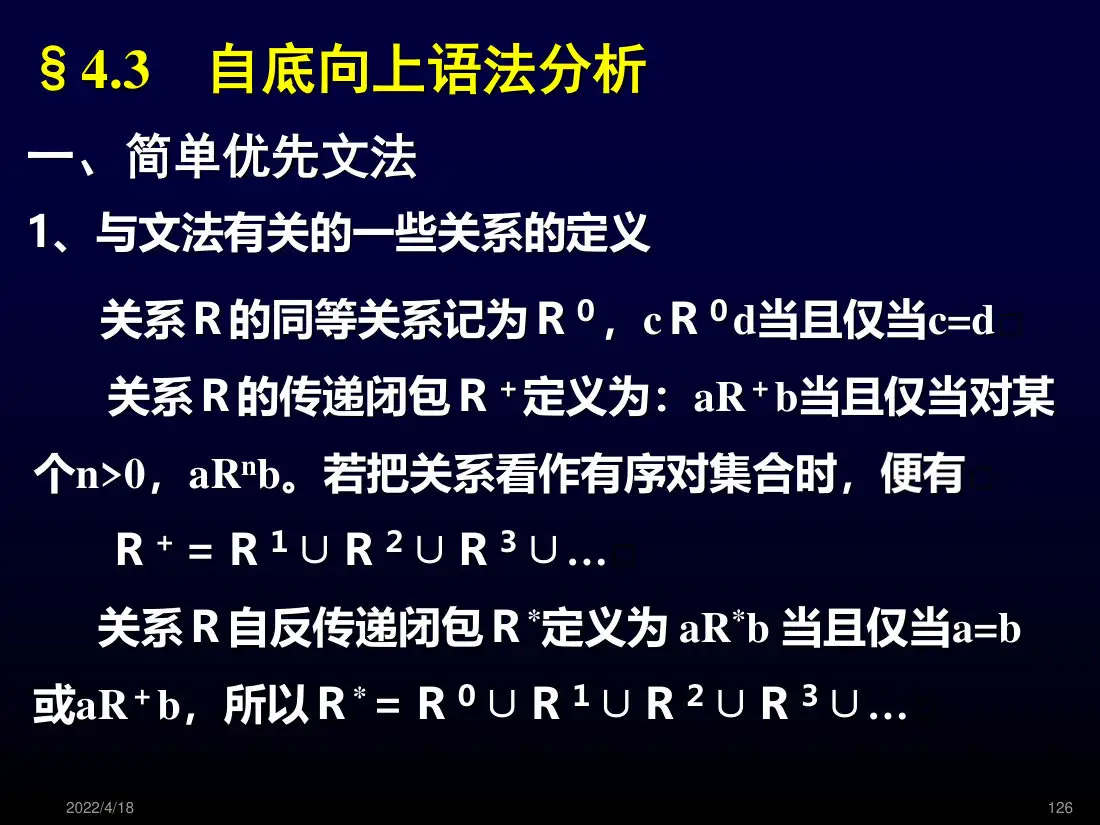 §4.3 自底向上语法分析
一、简单优先文法
1、与文法有关的一些关系的定义
关系R的同等关系记为R⁰，cR⁰d当且仅当c=d
关系R的传递闭包R⁺定义为：aR⁺b当且仅当对某
个n>0，aRⁿb。若把关系看作有序对集合时，便有
R⁺ = R¹∪R²∪R³∪…
关系R自反传递闭包R*定义为 aR*b 当且仅当a=b
或aR⁺b，所以R* = R⁰∪R¹∪R²∪R³∪…
2022/4/18
126